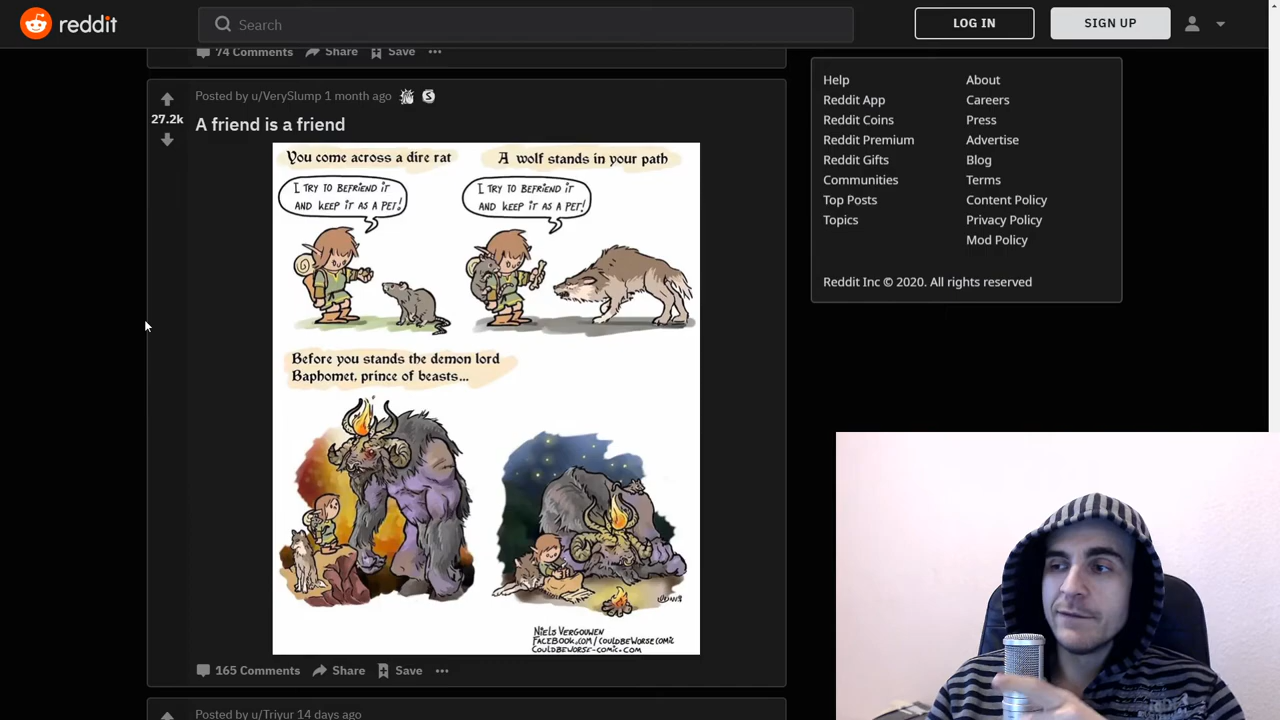 reddit
Search
LOG IN
SIGN UP
74 Comments
Share
Save
Posted by u/VerySlump 1 month ago
27.2k
A friend is a friend
You come across a dire rat
I TRY TO BEFRIEND IT
AND KEEP IT AS A PET!
A wolf stands in your path
I TRY TO BEFRIEND IT
AND KEEP IT AS A PET!
Before you stands the demon lord
Baphomet, prince of beasts...
NIELS VERGOUWEN
FACEBOOK.COM/COULDBEWORSECOMIC
COULDBEWORSE-COMIC.COM
165 Comments
Share
Save
Posted by u/Triyur 14 days ago
Help
Reddit App
Reddit Coins
Reddit Premium
Reddit Gifts
Communities
Top Posts
Topics
About
Careers
Press
Advertise
Blog
Terms
Content Policy
Privacy Policy
Mod Policy
Reddit Inc © 2020. All rights reserved